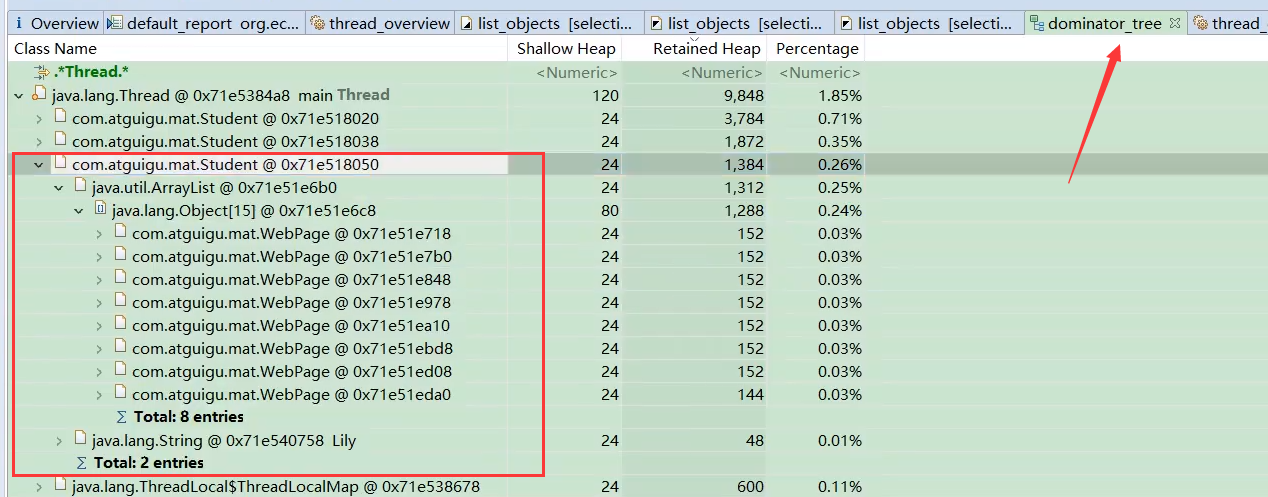 i Overview default_report org.ec... thread_overview list_objects [selecti... list_objects [selecti... list_objects [selecti... dominator_tree thread_
Class Name Shallow Heap Retained Heap Percentage
.*Thread.* <Numeric> <Numeric> <Numeric>
java.lang.Thread @ 0x71e5384a8 main Thread 120 9,848 1.85%
com.atguigu.mat.Student @ 0x71e518020 24 3,784 0.71%
com.atguigu.mat.Student @ 0x71e518038 24 1,872 0.35%
com.atguigu.mat.Student @ 0x71e518050 24 1,384 0.26%
java.util.ArrayList @ 0x71e51e6b0 24 1,312 0.25%
java.lang.Object[15] @ 0x71e51e6c8 80 1,288 0.24%
com.atguigu.mat.WebPage @ 0x71e51e718 24 152 0.03%
com.atguigu.mat.WebPage @ 0x71e51e7b0 24 152 0.03%
com.atguigu.mat.WebPage @ 0x71e51e848 24 152 0.03%
com.atguigu.mat.WebPage @ 0x71e51e978 24 152 0.03%
com.atguigu.mat.WebPage @ 0x71e51ea10 24 152 0.03%
com.atguigu.mat.WebPage @ 0x71e51ebd8 24 152 0.03%
com.atguigu.mat.WebPage @ 0x71e51ed08 24 152 0.03%
com.atguigu.mat.WebPage @ 0x71e51eda0 24 144 0.03%
Σ Total: 8 entries
java.lang.String @ 0x71e540758 Lily 24 48 0.01%
Σ Total: 2 entries
java.lang.ThreadLocal$ThreadLocalMap @ 0x71e538678 24 600 0.11%